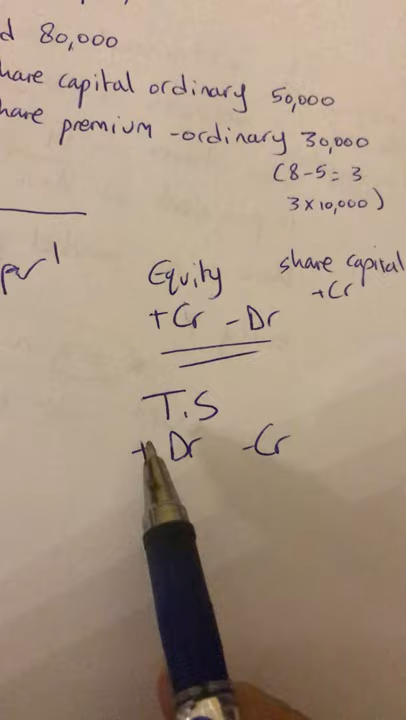 d 80,000
hare capital ordinary 50,000
hare premium -ordinary 30,000
(8-5=3
3x10,000)
Equity
+Cr -Dr
share capital
+Cr
T.S
+ Dr -Cr